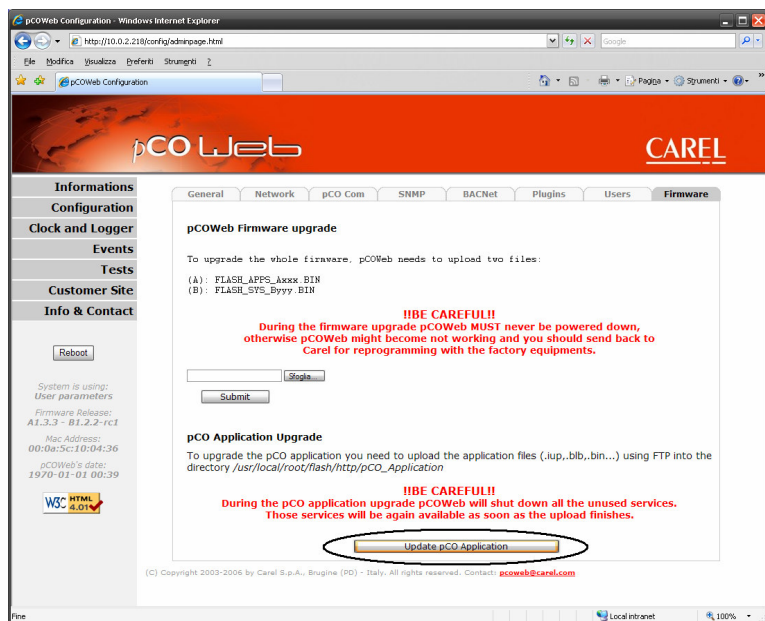 pCOWeb Configuration - Windows Internet Explorer
http://10.0.2.218/config/adminpage.html
Google
File Modifica Visualizza Preferiti Strumenti ?
pCOWeb Configuration
Pagina Strumenti
pCO Web
CAREL
Informations
Configuration
Clock and Logger
Events
Tests
Customer Site
Info & Contact
Reboot
System is using:
User parameters
Firmware Release:
A1.3.3 - B1.2.2-rc1
Mac Address:
00:0a:5c:10:04:36
pCOWeb's date:
1970-01-01 00:39
W3C HTML 4.01
General Network pCO Com SNMP BACNet Plugins Users Firmware
pCOWeb Firmware upgrade
To upgrade the whole firmware, pCOWeb needs to upload two files:
(A): FLASH_APPS_Axxx.BIN
(B): FLASH_SYS_Byyy.BIN
!!BE CAREFUL!!
During the firmware upgrade pCOWeb MUST never be powered down,
otherwise pCOWeb might become not working and you should send back to
Carel for reprogramming with the factory equipments.
Sfoglia...
Submit
pCO Application Upgrade
To upgrade the pCO application you need to upload the application files (.iup,.blb,.bin...) using FTP into the
directory /usr/local/root/flash/http/pCO_Application
!!BE CAREFUL!!
During the pCO application upgrade pCOWeb will shut down all the unused services.
Those services will be again available as soon as the upload finishes.
Update pCO Application
(C) Copyright 2003-2006 by Carel S.p.A., Brugine (PD) - Italy. All rights reserved. Contact: pcoweb@carel.com
Fine
Local intranet
100%